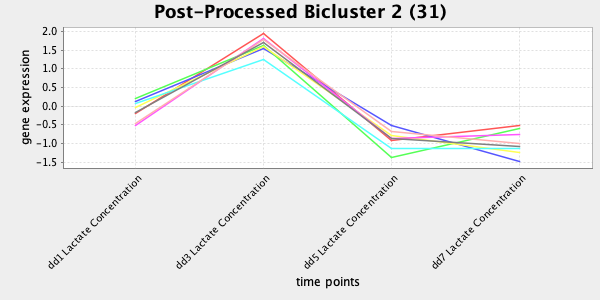 Post-Processed Bicluster 2 (31)
gene expression
2.0
1.5
1.0
0.5
0.0
-0.5
-1.0
-1.5
dd1 Lactate Concentration
dd3 Lactate Concentration
dd5 Lactate Concentration
dd7 Lactate Concentration
time points